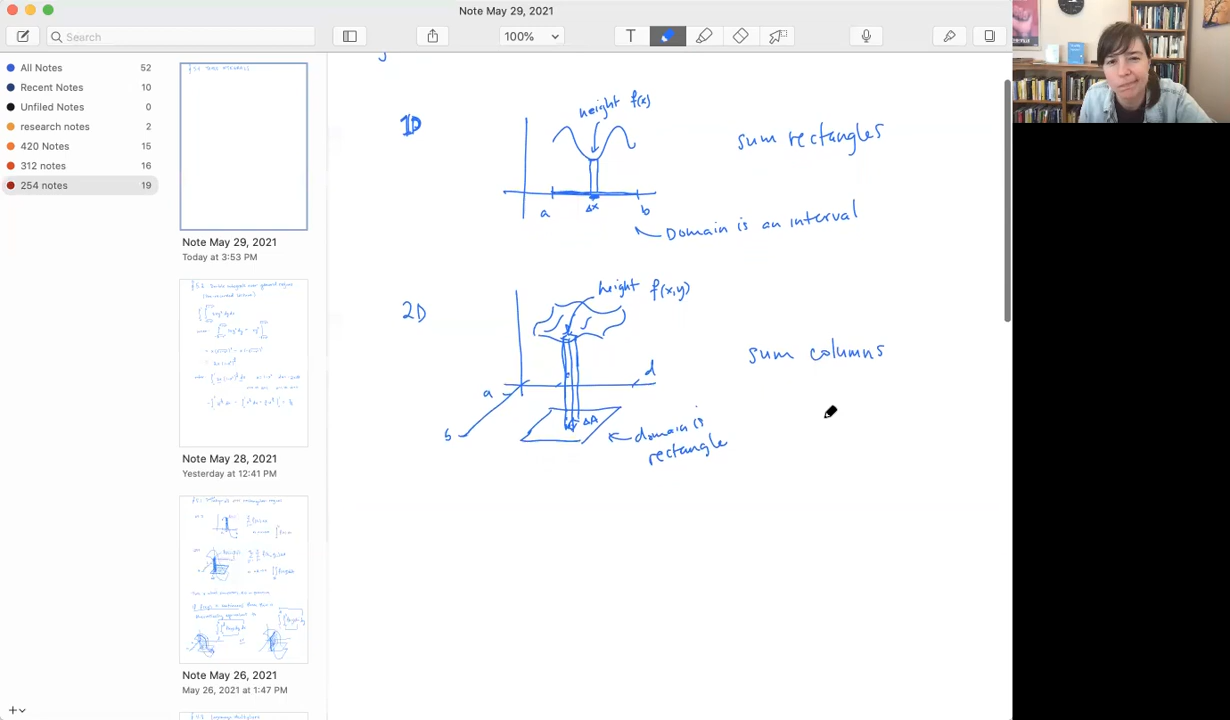 Note May 29, 2021
Search
100%
T
All Notes 52
Recent Notes 10
Unfiled Notes 0
research notes 2
420 Notes 15
312 notes 16
254 notes 19
Note May 29, 2021
Today at 3:53 PM
Note May 28, 2021
Yesterday at 12:41 PM
Note May 26, 2021
May 26, 2021 at 1:47 PM
1D
height f(x)
sum rectangles
a Δx b
Domain is an interval
2D
height f(x,y)
sum columns
a
d
b
ΔA
domain is
rectangle